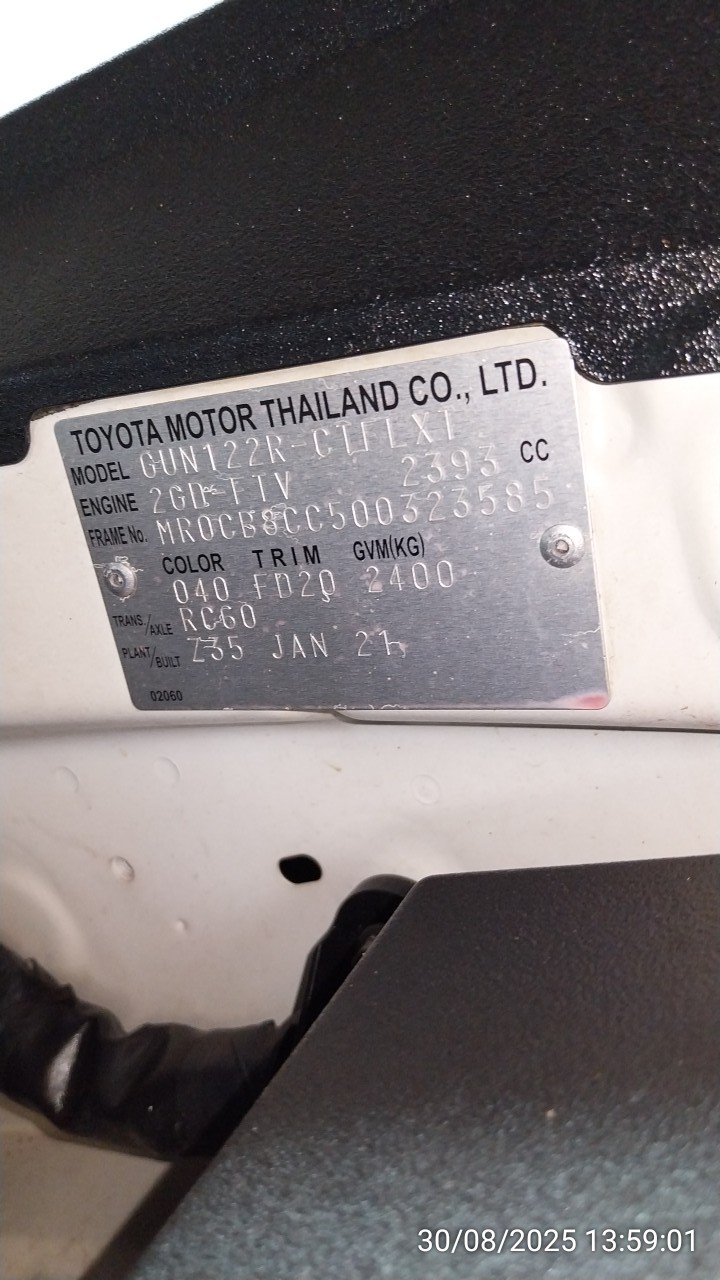 TOYOTA MOTOR THAILAND CO., LTD.
MODEL GUN122R-CTFLXT
ENGINE 2GD-FTV 2393 CC
FRAME No. MR0CB8CC500323585
COLOR TRIM GVM(KG)
040 FD20 2400
TRANS./AXLE RC60
PLANT/BUILT Z35 JAN 21
02060
30/08/2025 13:59:01